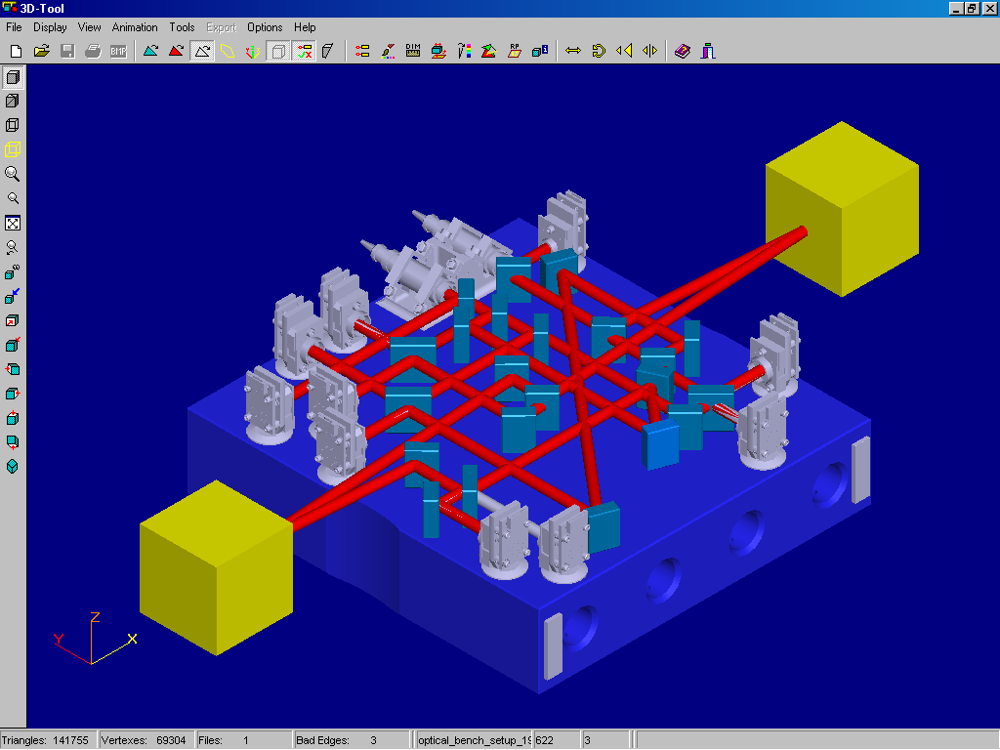 3D-Tool
File Display View Animation Tools Export Options Help
BMP DIM RP
Z
Y X
Triangles: 141755 Vertexes: 69304 Files: 1 Bad Edges: 3 optical_bench_setup_19 622 3